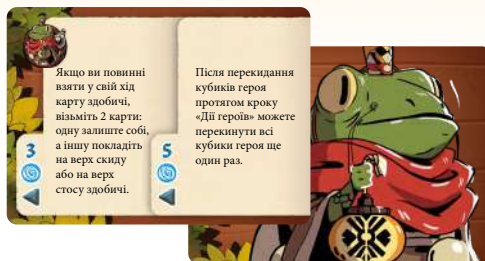 Якщо ви повинні
взяти у свій хід
карту здобичі,
візьміть 2 карти:
одну залиште собі,
а іншу покладіть
на верх скиду
або на верх
стосу здобичі.
3
Після перекидання
кубиків героя
протягом кроку
«Дії героїв» можете
перекинути всі
кубики героя ще
один раз.
5